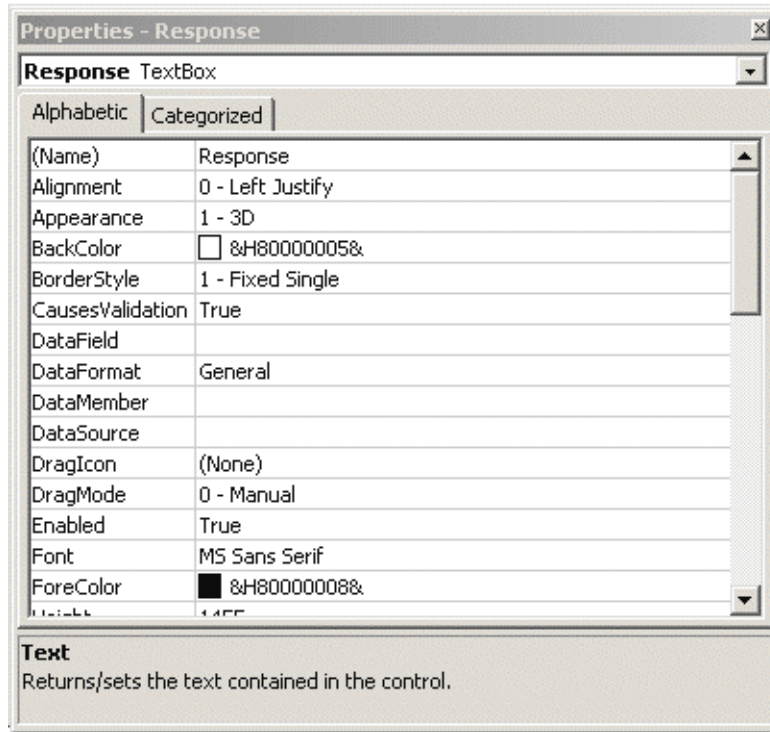 Properties - Response
Response TextBox
Alphabetic Categorized
(Name) Response
Alignment 0 - Left Justify
Appearance 1 - 3D
BackColor &H80000005&
BorderStyle 1 - Fixed Single
CausesValidation True
DataField
DataFormat General
DataMember
DataSource
DragIcon (None)
DragMode 0 - Manual
Enabled True
Font MS Sans Serif
ForeColor &H80000008&
Height
Text
Returns/sets the text contained in the control.